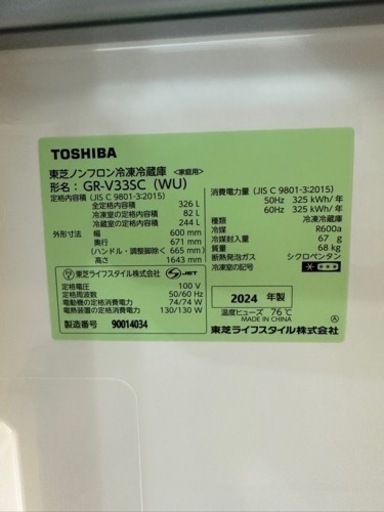 TOSHIBA
東芝ノンフロン冷凍冷蔵庫 <家庭用>
形名: GR-V33SC (WU)
定格内容積 (JIS C 9801-3:2015)
全定格内容積 326 L
冷凍室の定格内容積 82 L
冷蔵室の定格内容積 244 L
外形寸法 幅 600 mm
奥行 671 mm
(ハンドル・調整脚除く 665 mm)
高さ 1643 mm
東芝ライフスタイル株式会社 S JET
定格電圧 100 V
定格周波数 50/60 Hz
電動機の定格消費電力 74/74 W
電熱装置の定格消費電力 130/130 W
製造番号 90014034
消費電力量 (JIS C 9801-3:2015)
50Hz 325 kWh/年
60Hz 325 kWh/年
種類 冷凍冷蔵庫
冷媒 R600a
冷媒封入量 67 g
質量 68 kg
断熱発泡ガス シクロペンタン
冷凍室の記号
2024 年製
温度ヒューズ 76℃
MADE IN CHINA Ⓐ
東芝ライフスタイル株式会社